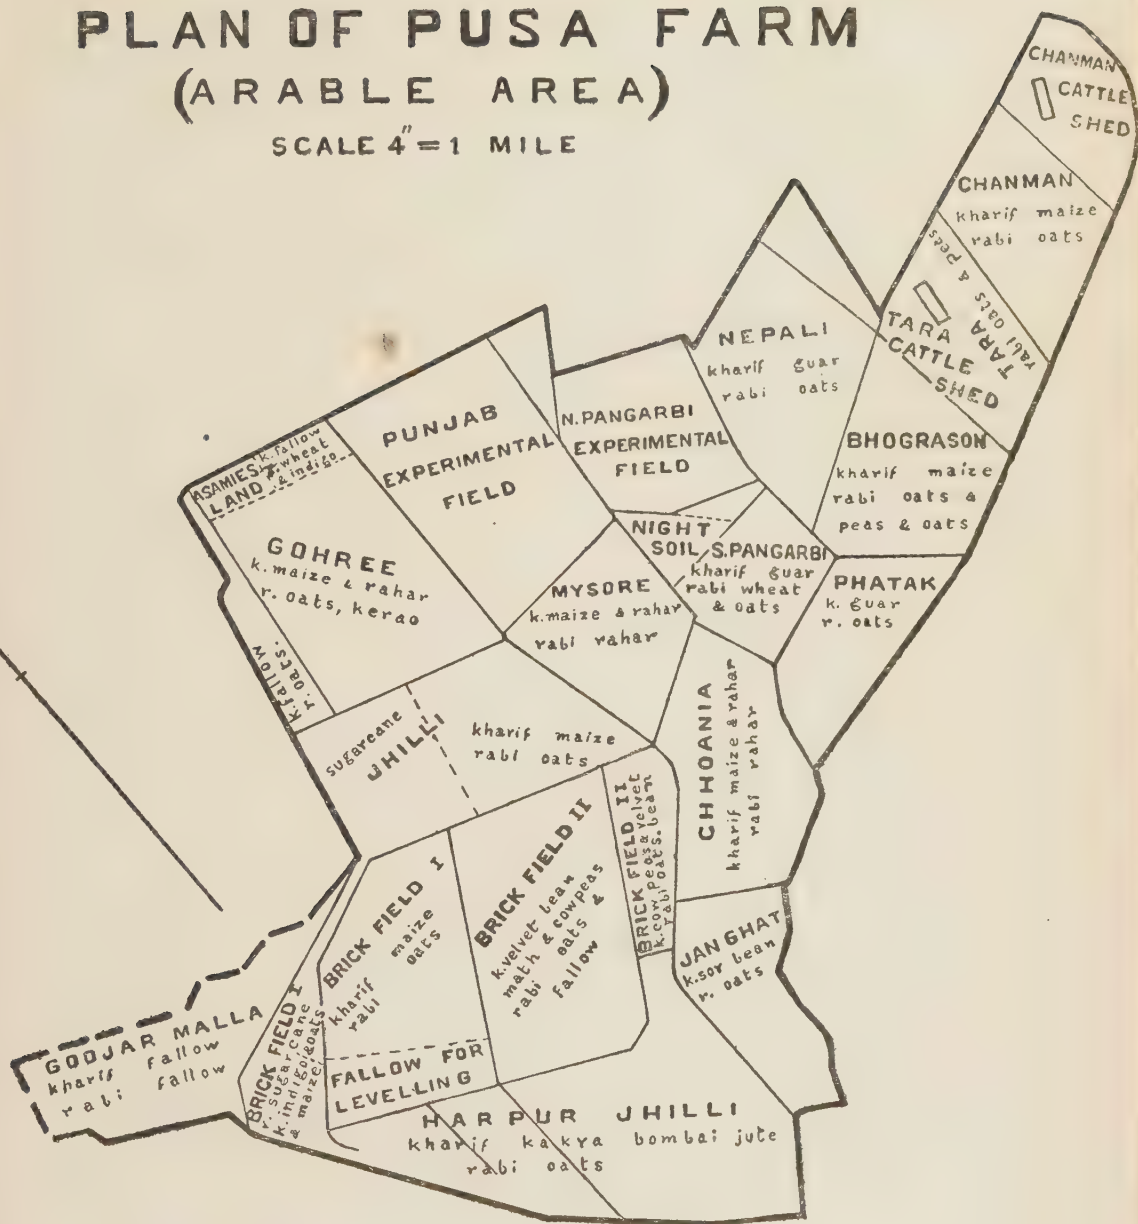 PLAN OF PUSA FARM
(ARABLE AREA)
SCALE 4"=1 MILE
CHANMAN
CATTLE
SHED
CHANMAN
kharif maize
rabi oats
TARA
rabi oats & peas
TARA
CATTLE
SHED
NEPALI
kharif guar
rabi oats
BHOGRASON
kharif maize
rabi oats &
peas & oats
PHATAK
k. guar
r. oats
N. PANGARBI
EXPERIMENTAL
FIELD
PUNJAB
EXPERIMENTAL
FIELD
ASAMIES
LAND
k. fallow
r. wheat
& indigo
GOHREE
k. maize & rahar
r. oats, kerao
k. fallow
r. oats.
NIGHT
SOIL
S. PANGARBI
kharif guar
rabi wheat
& oats
MYSORE
k. maize & rahar
rabi rahar
sugarcane
JHILLI
kharif maize
rabi oats
CHHOANIA
kharif maize & rahar
rabi rahar
BRICK FIELD II
k. cow peas & velvet
rabi oats. bean
BRICK FIELD II
k. velvet bean
math & cowpeas
rabi oats &
fallow
BRICK FIELD I
kharif maize
rabi oats
BRICK FIELD I
r. sugarcane
k. indigo, oats
& maize
FALLOW FOR
LEVELLING
JANGHAT
k. sor bean
r. oats
GODJAR MALLA
kharif fallow
rabi fallow
HARPUR JHILLI
kharif kakra bombai jute
rabi oats